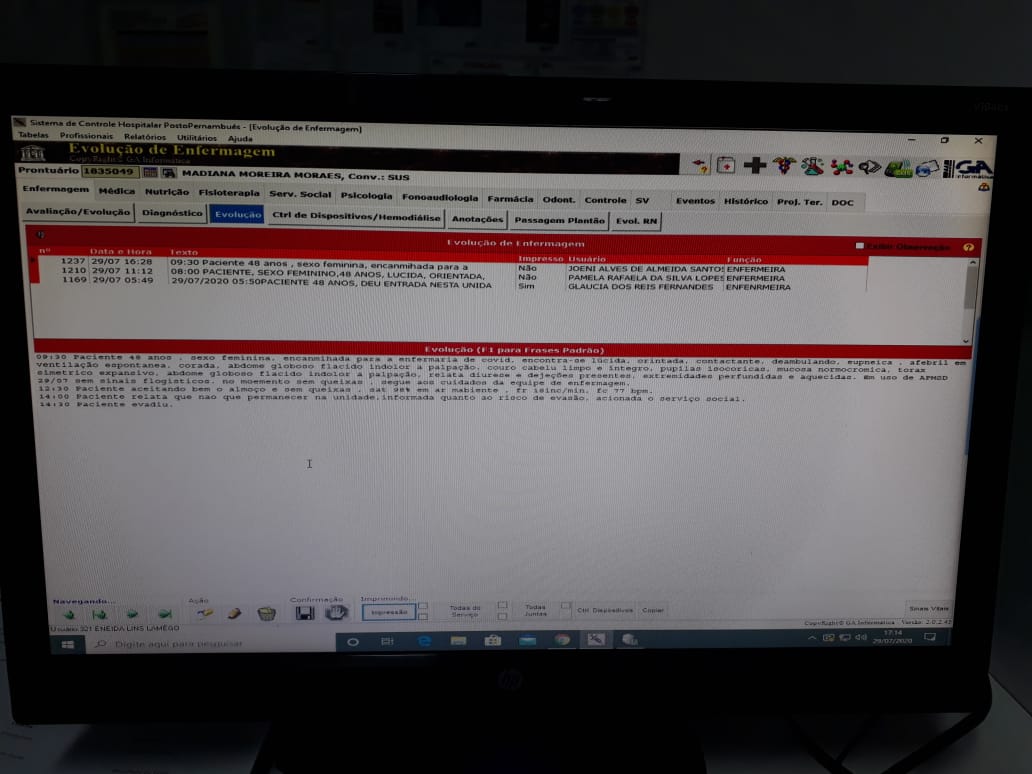 Sistema de Controle Hospitalar PostoPernambués - [Evolução de Enfermagem]
Tabelas Profissionais Relatórios Utilitários Ajuda
Evolução de Enfermagem
CopyRight© GA Informática
GA
Informática
Prontuário 1835049 MADIANA MOREIRA MORAES, Conv.: SUS
Enfermagem Médica Nutrição Fisioterapia Serv. Social Psicologia Fonoaudiologia Farmácia Odont. Controle SV Eventos Histórico Proj. Ter. DOC
Avaliação/Evolução Diagnóstico Evolução Ctrl de Dispositivos/Hemodiálise Anotações Passagem Plantão Evol. RN
Evolução de Enfermagem Exibir Observação
nº Data e Hora Texto Impresso Usuário Função
1237 29/07 16:28 09:30 Paciente 48 anos , sexo feminina, encanmihada para a Não JOENI ALVES DE ALMEIDA SANTOS ENFERMEIRA
1210 29/07 11:12 08:00 PACIENTE, SEXO FEMININO,48 ANOS, LUCIDA, ORIENTADA, Não PAMELA RAFAELA DA SILVA LOPES ENFERMEIRA
1169 29/07 05:49 29/07/2020 05:50PACIENTE 48 ANOS, DEU ENTRADA NESTA UNIDA Sim GLAUCIA DOS REIS FERNANDES ENFENRMEIRA
Evolução (F1 para Frases Padrão)
09:30 Paciente 48 anos , sexo feminina, encanmihada para a enfermaria de covid, encontra-se lúcida, orintada, contactante, deambulando, eupneica , afebril em
ventilação espontanea, corada, abdome globoso flacido indolor a palpação, couro cabelu limpo e integro, pupilas isocoricas, mucosa normocromica, torax
simetrico expansivo, abdome globoso flacido indolor a palpação, relata diurece e dejeções presentes, extremidades perfundidas e aquecidas. Em uso de APMSD
29/07 sem sinais flogisticos, no moemento sem queixas , segue aos cuidados da equipe de enfermagem.
12:30 Paciente aceitando bem o almoço e sem queixas , sat 98% em ar mabiente , fr 18inc/min, fc 77 bpm.
14:00 Paciente relata que nao que permanecer na unidade,informada quanto ao risco de evasão, acionada o serviço social.
14:30 Paciente evadiu.
Navegando... Ação Confirmação Imprimindo...
Impressão Todas do Serviço Todas Juntas Ctrl Dispositivos Copiar Sinais Vitais
Usuário: 321 ENEIDA LINS LAMEGO CopyRight© GA Informática Versão: 2.0.2.42
Digite aqui para pesquisar
17:14
29/07/2020
hp